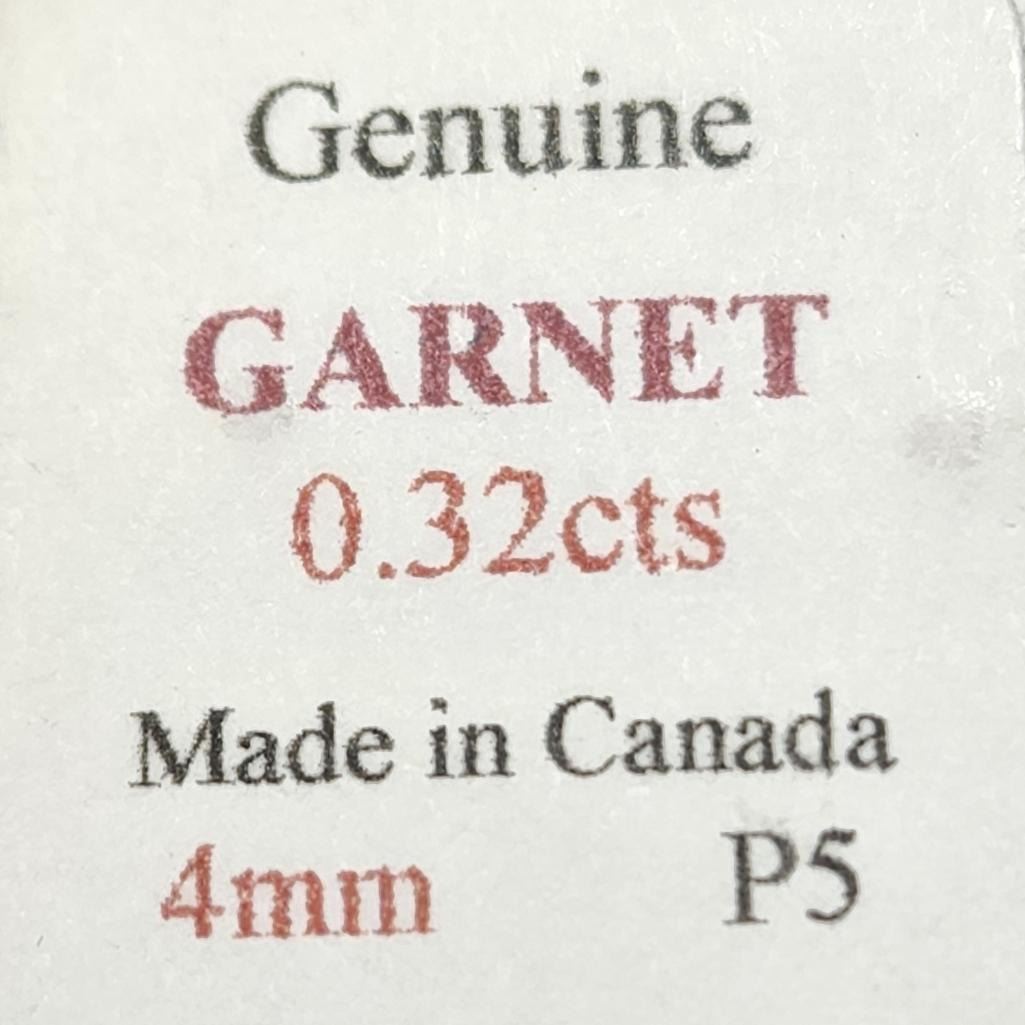 Genuine
GARNET
0.32cts
Made in Canada
4mm P5